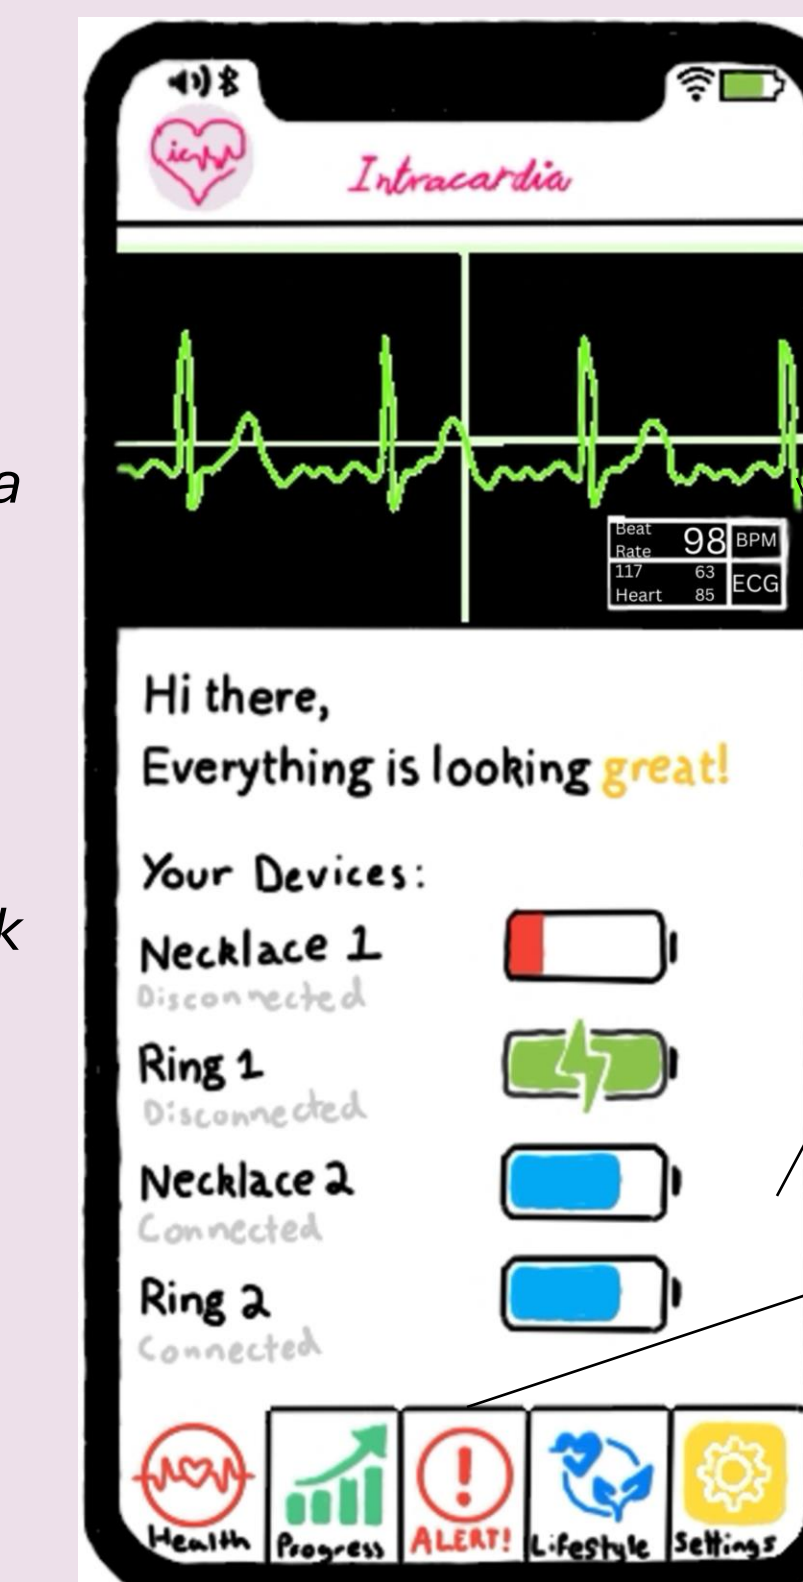 Intracardia
a
Beat
Rate 98 BPM
117 63
Heart 85 ECG
Hi there,
Everything is looking great!
Your Devices:
k
Necklace 1
Disconnected
Ring 1
Disconnected
Necklace 2
Connected
Ring 2
Connected
Health Progress ALERT! Lifestyle Settings